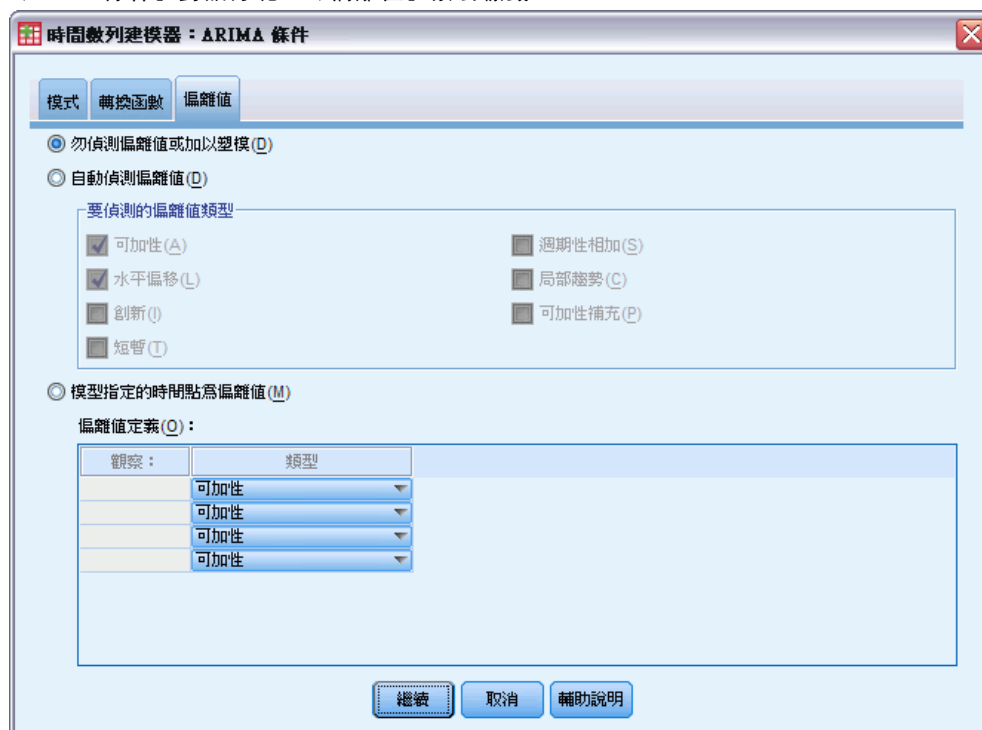 時間數列建模器：ARIMA 條件
模式 轉換函數 偏離值
勿偵測偏離值或加以塑模(D)
自動偵測偏離值(D)
要偵測的偏離值類型
可加性(A) 週期性相加(S)
水平偏移(L) 局部趨勢(C)
創新(I) 可加性補充(P)
短暫(T)
模型指定的時間點為偏離值(M)
偏離值定義(O)：
觀察： 類型
可加性
可加性
可加性
可加性
繼續 取消 輔助說明